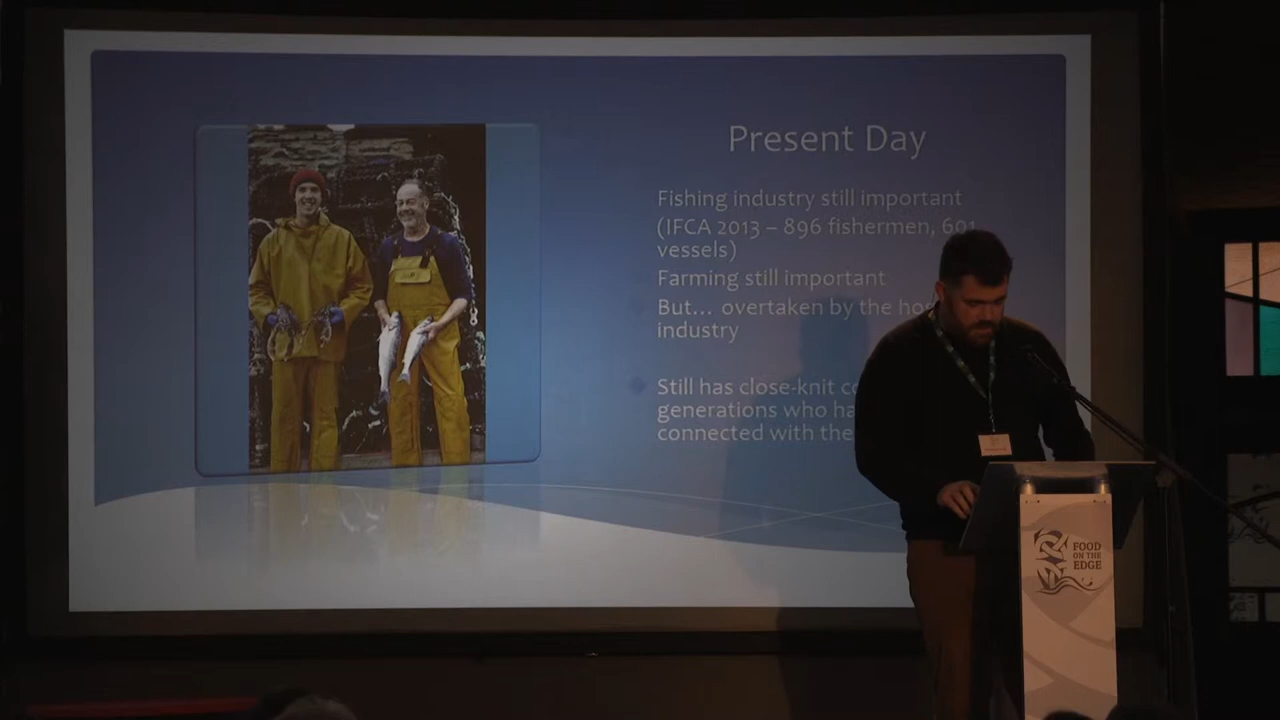 Present Day
Fishing industry still important
(IFCA 2013 – 896 fishermen, 601
vessels)
Farming still important
But... overtaken by the
industry
Still has close-knit
generations who
connected with the
FOOD
ON THE
EDGE